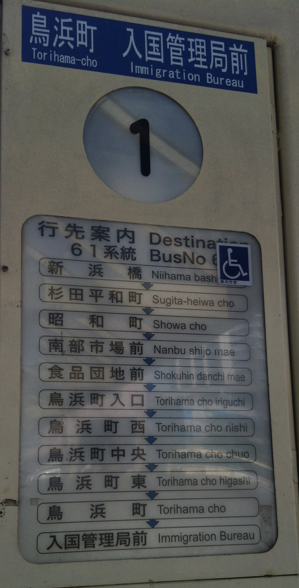 鳥浜町 入国管理局前
Torihama-cho Immigration Bureau
1
行先案内 Destination
61系統 BusNo 6
新浜橋 Niihama bashi
杉田平和町 Sugita-heiwa cho
昭和町 Showa cho
南部市場前 Nanbu shijo mae
食品団地前 Shokuhin danchi mae
鳥浜町入口 Torihama cho iriguchi
鳥浜町西 Torihama cho nishi
鳥浜町中央 Torihama cho chuo
鳥浜町東 Torihama cho higashi
鳥浜町 Torihama cho
入国管理局前 Immigration Bureau